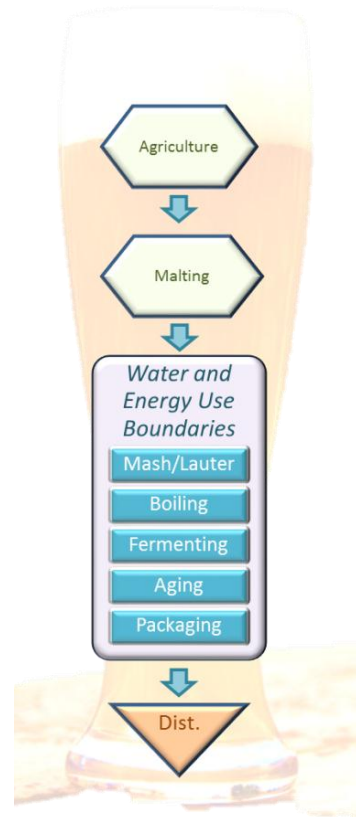 Agriculture
Malting
Water and
Energy Use
Boundaries
Mash/Lauter
Boiling
Fermenting
Aging
Packaging
Dist.